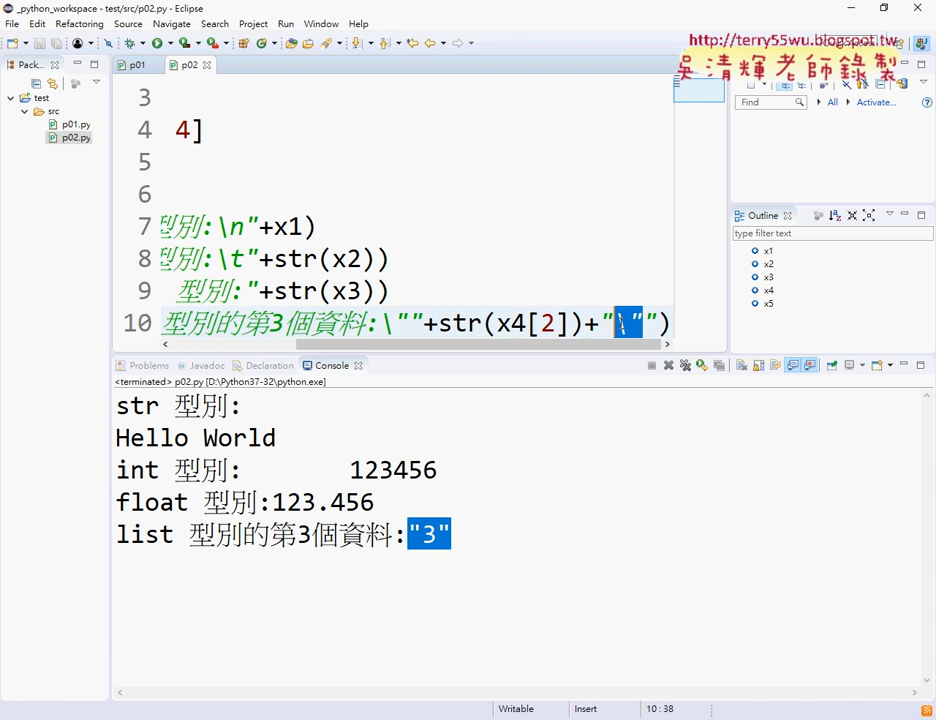 _python_workspace - test/src/p02.py - Eclipse
File Edit Refactoring Source Navigate Search Project Run Window Help
http://terry55wu.blogspot.tw
吳清輝老師錄製
Pack...
p01
p02
test
src
p01.py
p02.py
3
4 4]
5
6
7 型別:\n"+x1)
8 型別:\t"+str(x2))
9 型別:"+str(x3))
10 型別的第3個資料:\""+str(x4[2])+"\"")
Find
All
Activate...
Outline
type filter text
x1
x2
x3
x4
x5
Problems Javadoc Declaration Console
<terminated> p02.py [D:\Python37-32\python.exe]
str 型別:
Hello World
int 型別: 123456
float 型別:123.456
list 型別的第3個資料:"3"
Writable Insert 10 : 38